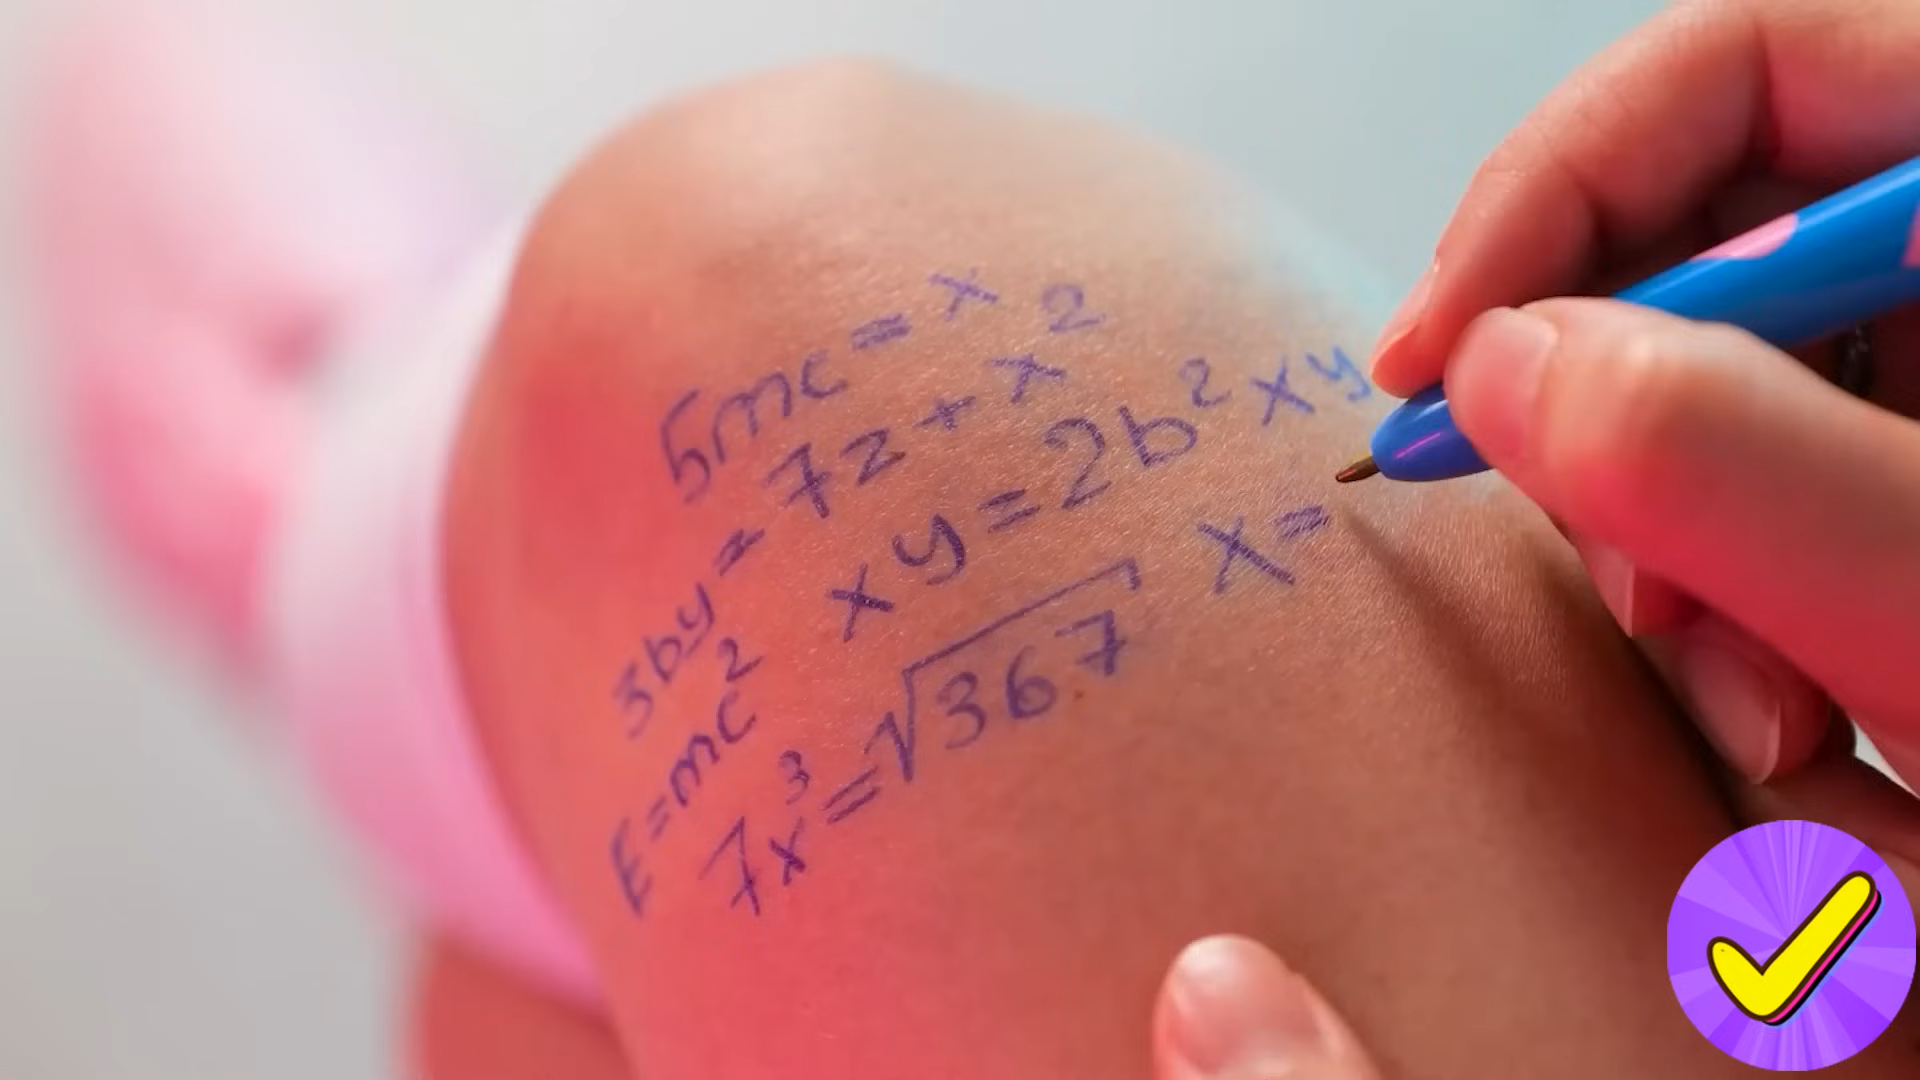 5mc = x 2
3by = 7z + x
E = mc² xy = 2b² xy
7x³ = √367 x =